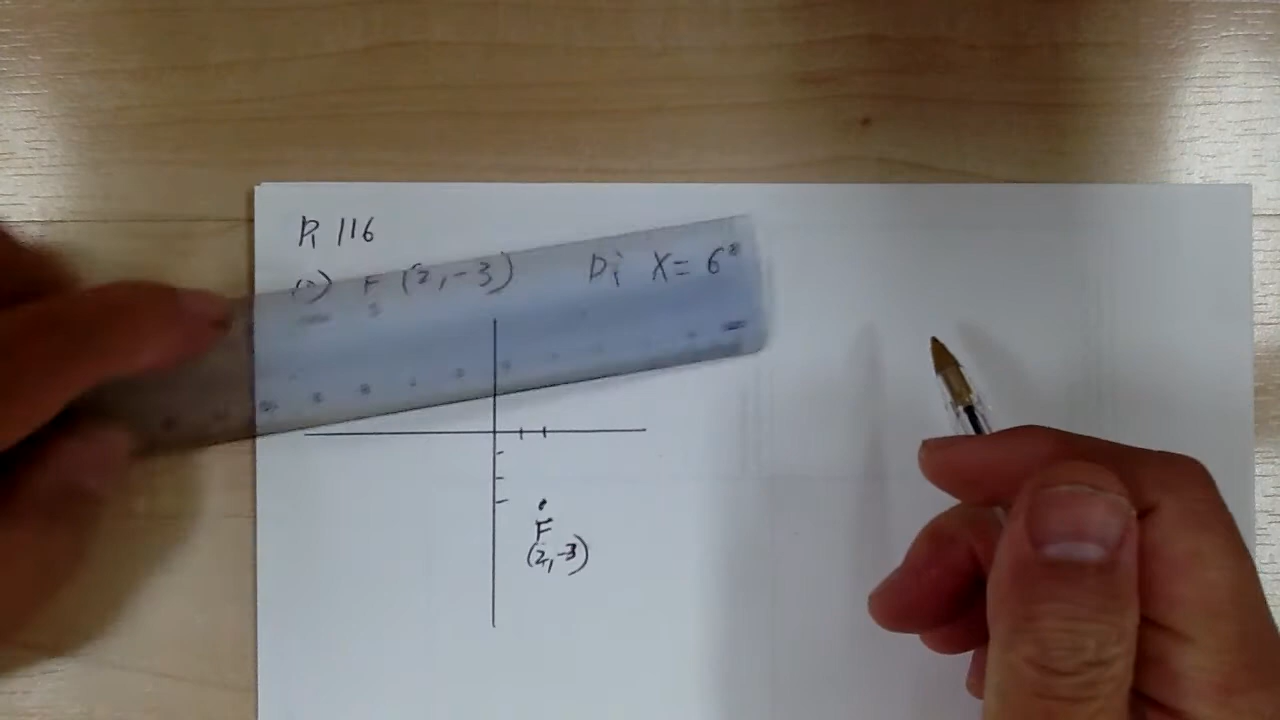 P. 116
F (2, -3) D: X = 6
F
(2, -3)